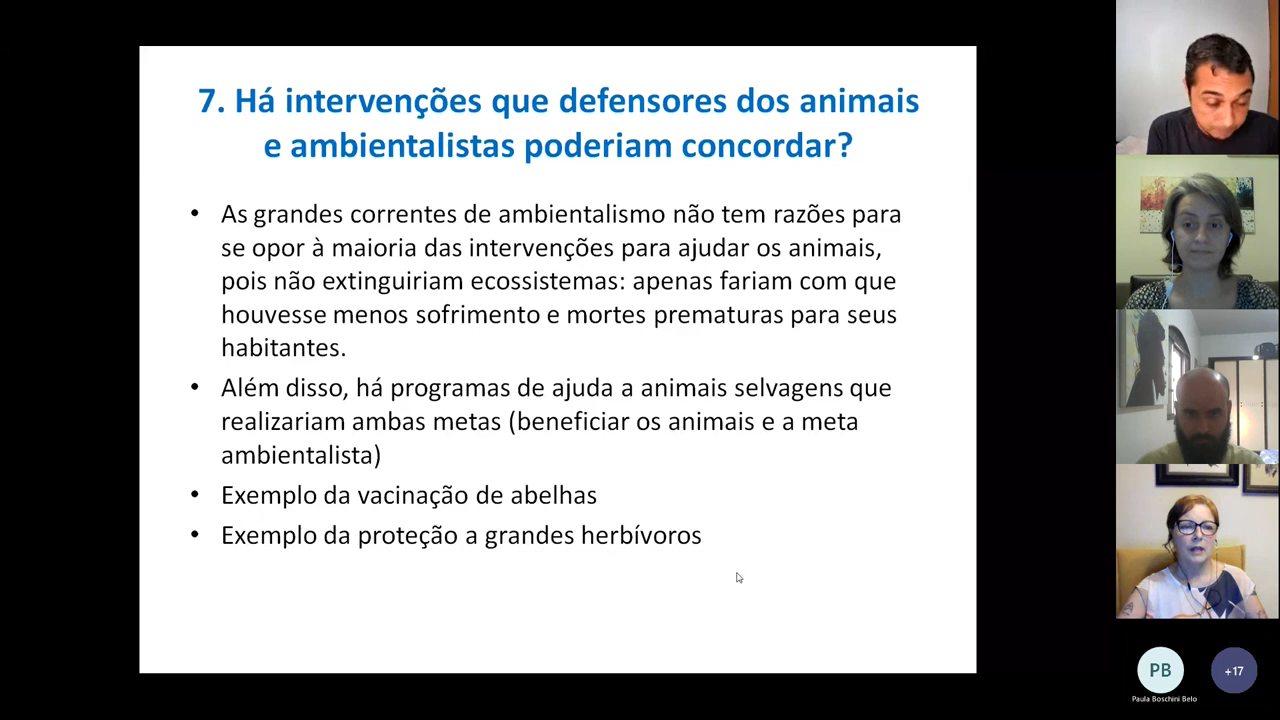 7. Há intervenções que defensores dos animais
e ambientalistas poderiam concordar?
• As grandes correntes de ambientalismo não tem razões para
se opor à maioria das intervenções para ajudar os animais,
pois não extinguiriam ecossistemas: apenas fariam com que
houvesse menos sofrimento e mortes prematuras para seus
habitantes.
• Além disso, há programas de ajuda a animais selvagens que
realizariam ambas metas (beneficiar os animais e a meta
ambientalista)
• Exemplo da vacinação de abelhas
• Exemplo da proteção a grandes herbívoros
PB
+17
Paula Boschini Belo